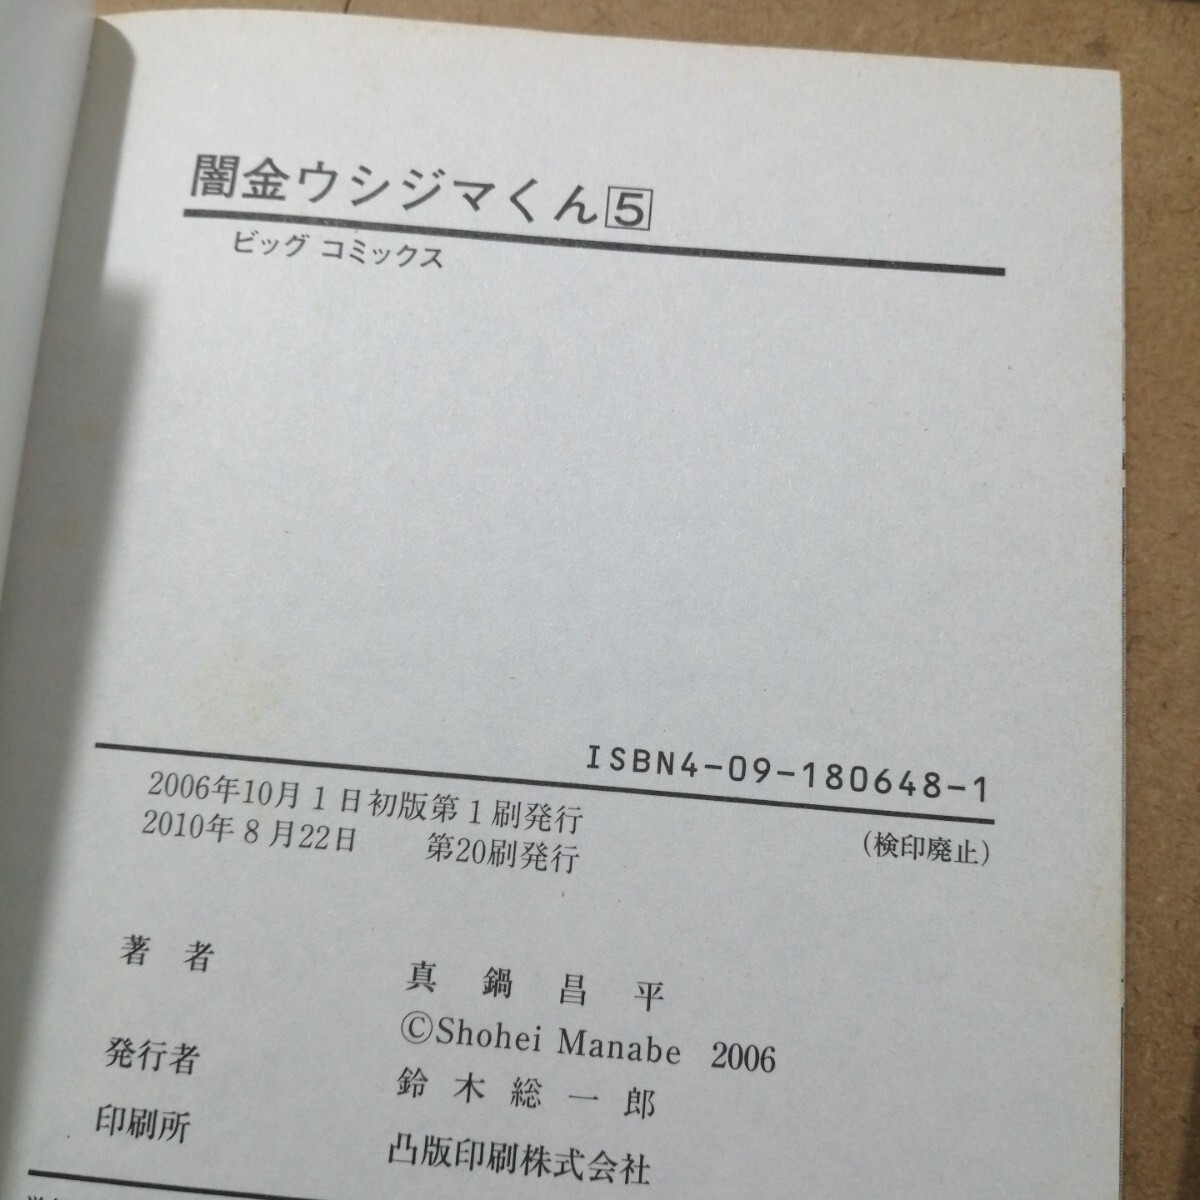 闇金ウシジマくん5
ビッグ コミックス
ISBN4-09-180648-1
2006年10月1日初版第1刷発行
(検印廃止)
2010年8月22日 第20刷発行
著者 真鍋昌平
©Shohei Manabe 2006
発行者 鈴木総一郎
印刷所 凸版印刷株式会社